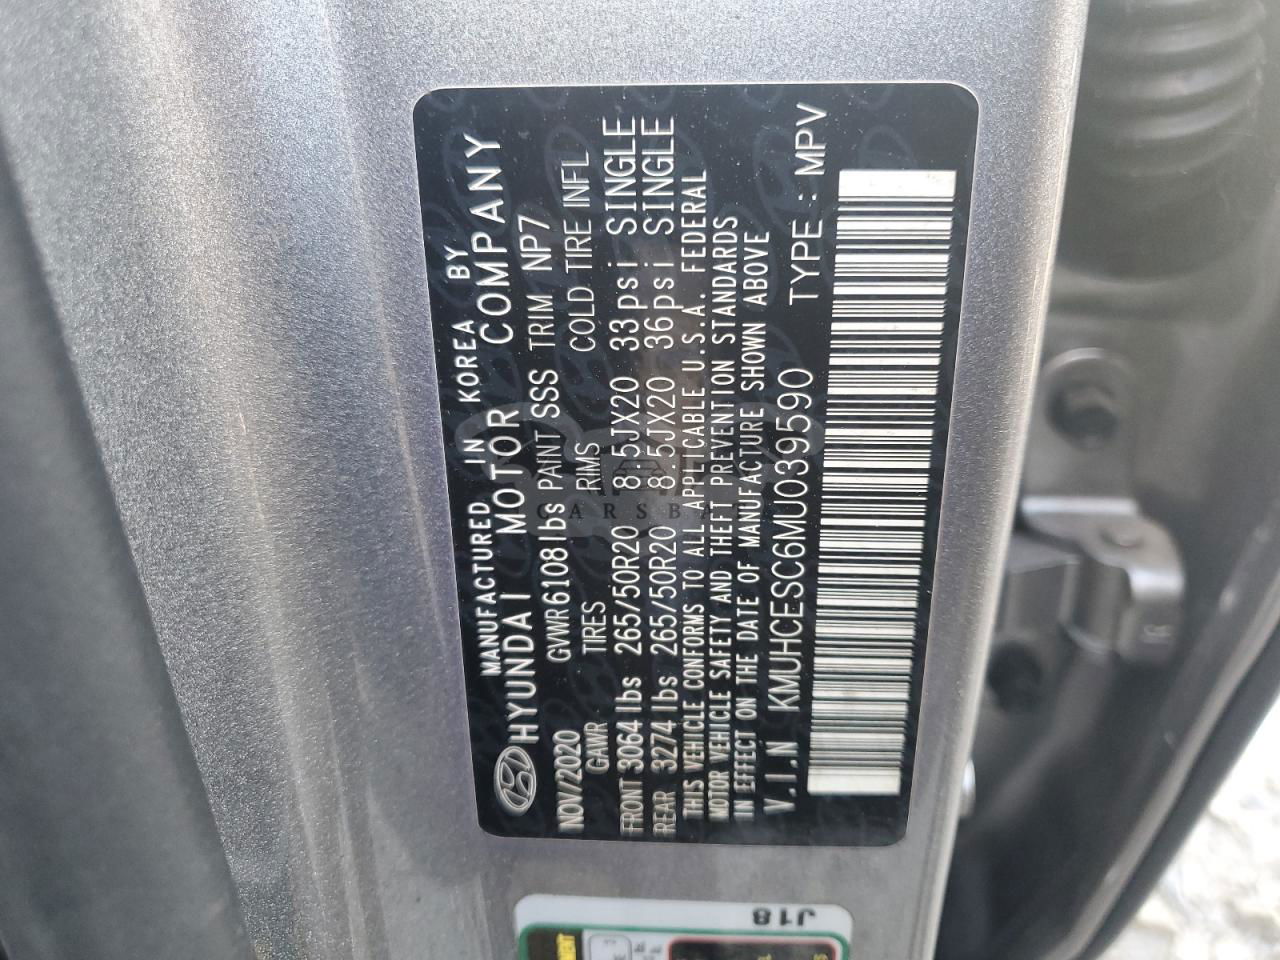 MANUFACTURED IN KOREA BY
HYUNDAI MOTOR COMPANY
NOV/2020 GVWR 6108lbs PAINT SSS TRIM NP7
GAWR TIRES RIMS COLD TIRE INFL
FRONT 3064lbs 265/50R20 8.5JX20 33psi SINGLE
REAR 3274lbs 265/50R20 8.5JX20 36psi SINGLE
THIS VEHICLE CONFORMS TO ALL APPLICABLE U.S.A. FEDERAL
MOTOR VEHICLE SAFETY AND THEFT PREVENTION STANDARDS
IN EFFECT ON THE DATE OF MANUFACTURE SHOWN ABOVE
V.I.N KMUHCESC6MU039590 TYPE : MPV
J18